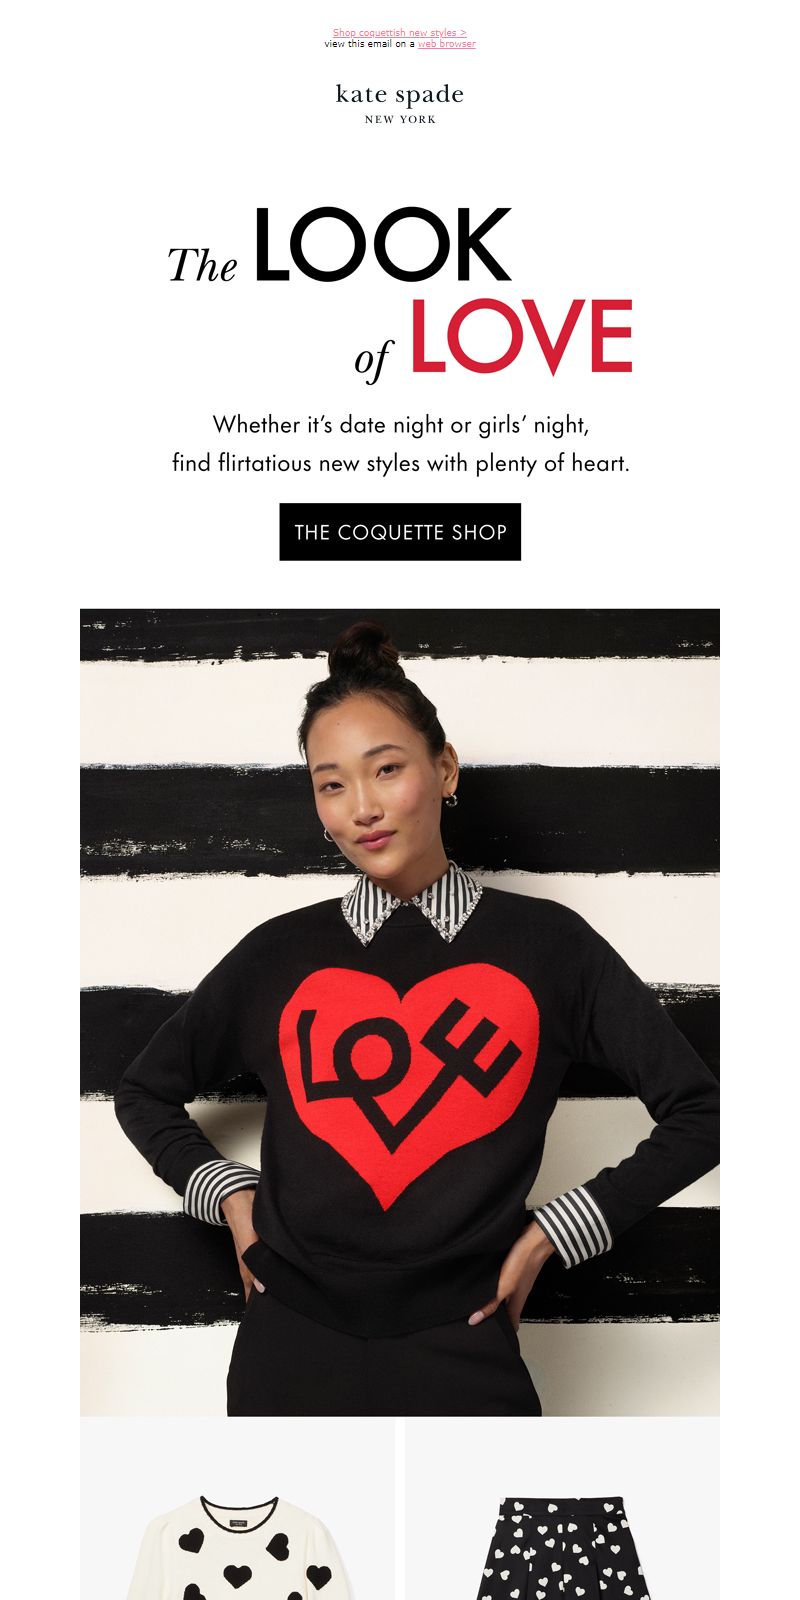 Shop coquettish new styles >
view this email on a web browser
kate spade
NEW YORK
The LOOK
of LOVE
Whether it's date night or girls' night,
find flirtatious new styles with plenty of heart.
THE COQUETTE SHOP
LOVE